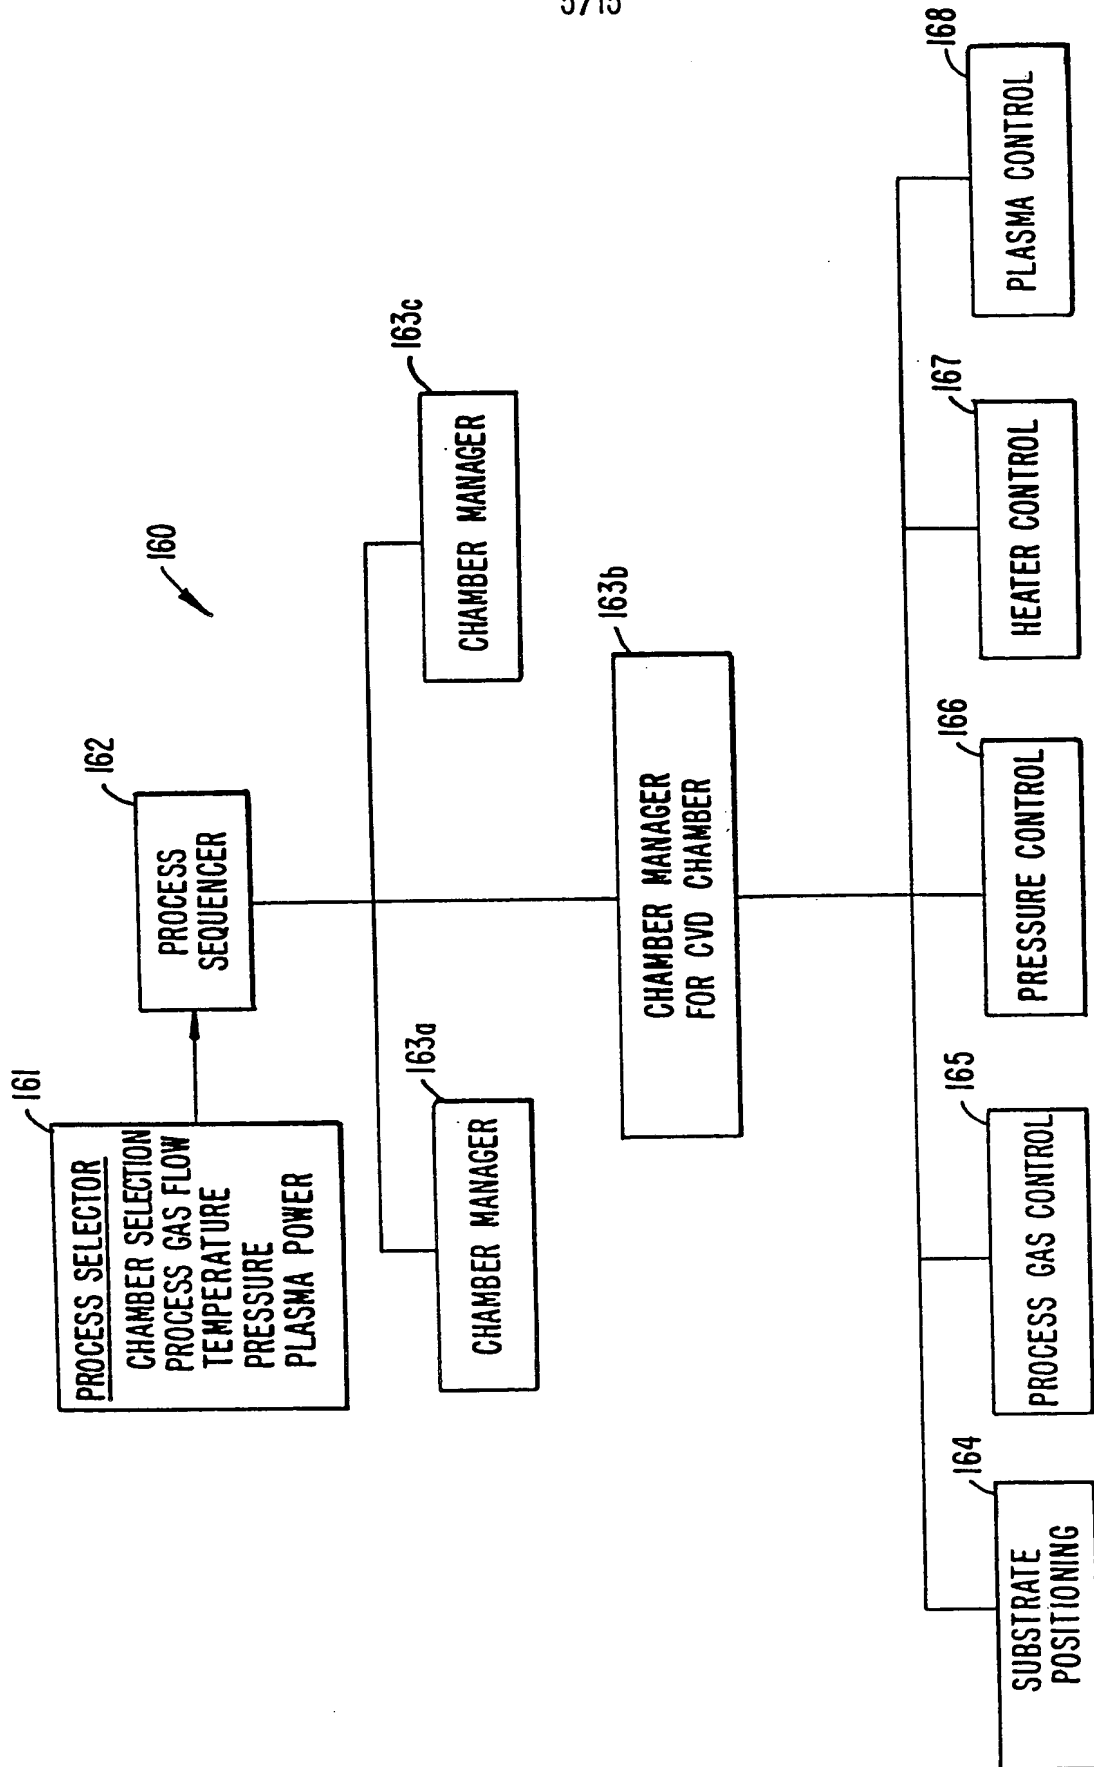 5/15
160
161
PROCESS SELECTOR
CHAMBER SELECTION
PROCESS GAS FLOW
TEMPERATURE
PRESSURE
PLASMA POWER
162
PROCESS
SEQUENCER
163a
CHAMBER MANAGER
163c
CHAMBER MANAGER
163b
CHAMBER MANAGER
FOR CVD CHAMBER
164
SUBSTRATE
POSITIONING
165
PROCESS GAS CONTROL
166
PRESSURE CONTROL
167
HEATER CONTROL
168
PLASMA CONTROL